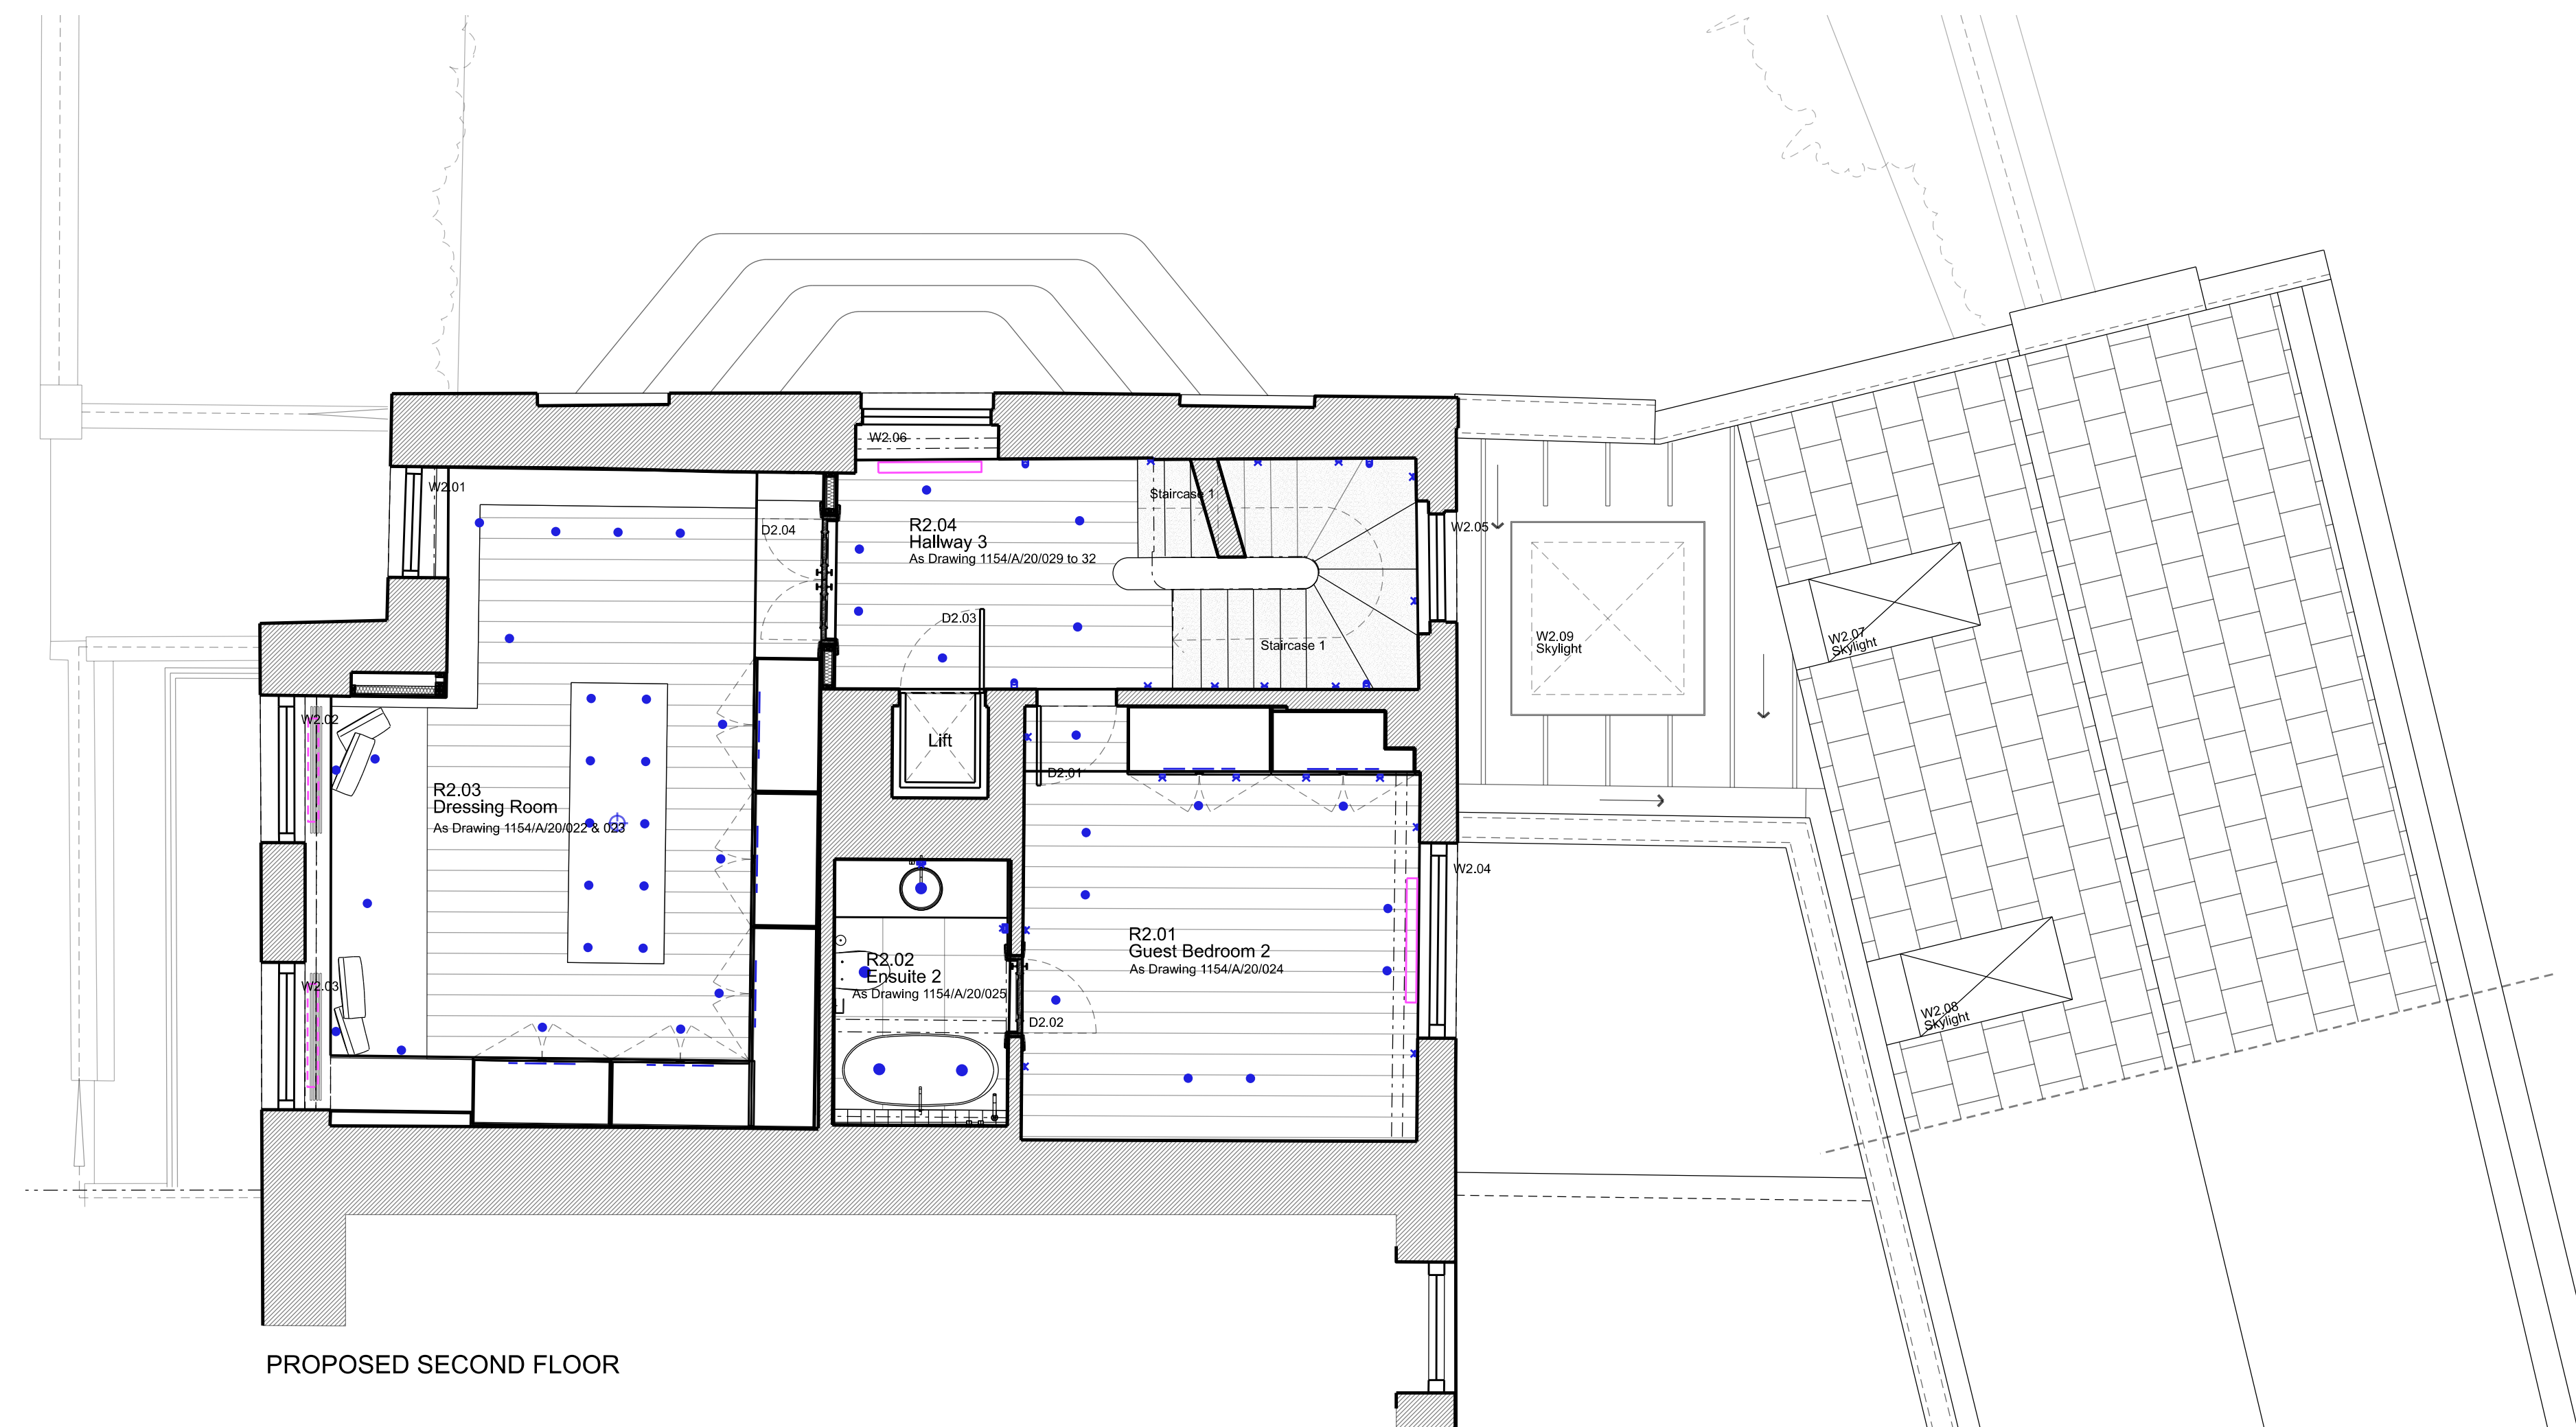 W2.06
W2.01
Staircase 1
D2.04
R2.04
Hallway 3
As Drawing 1154/A/20/029 to 32
W2.05
D2.03
Staircase 1
W2.09
Skylight
W2.07
Skylight
W2.02
Lift
D2.01
R2.03
Dressing Room
As Drawing 1154/A/20/022 & 023
W2.04
R2.01
Guest Bedroom 2
As Drawing 1154/A/20/024
R2.02
Ensuite 2
As Drawing 1154/A/20/025
W2.03
D2.02
W2.08
Skylight
PROPOSED SECOND FLOOR